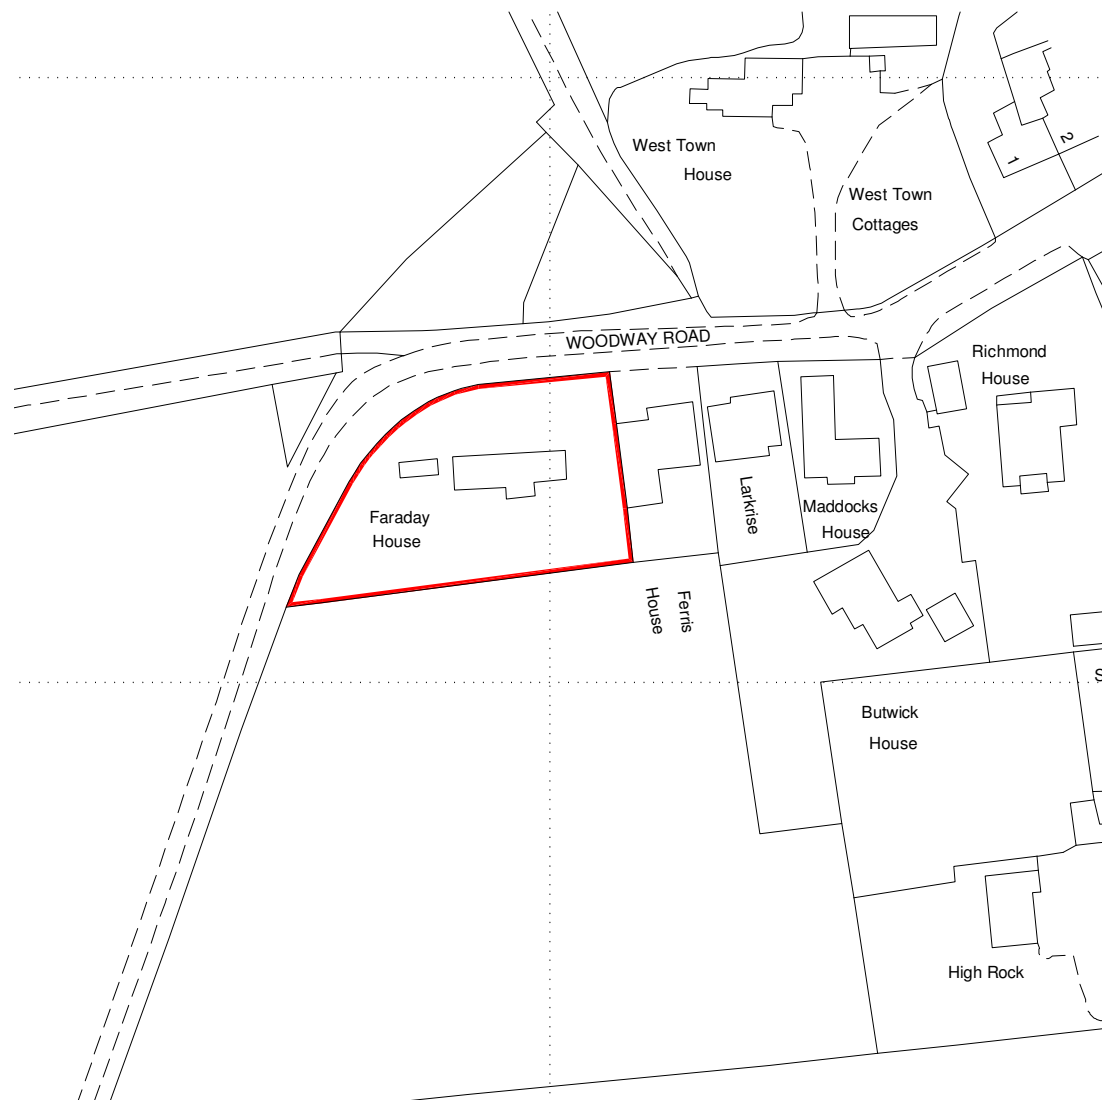 West Town
House
2
1
West Town
Cottages
WOODWAY ROAD
Richmond
House
Larkrise
Maddocks
House
Faraday
House
Ferris
House
S
Butwick
House
High Rock